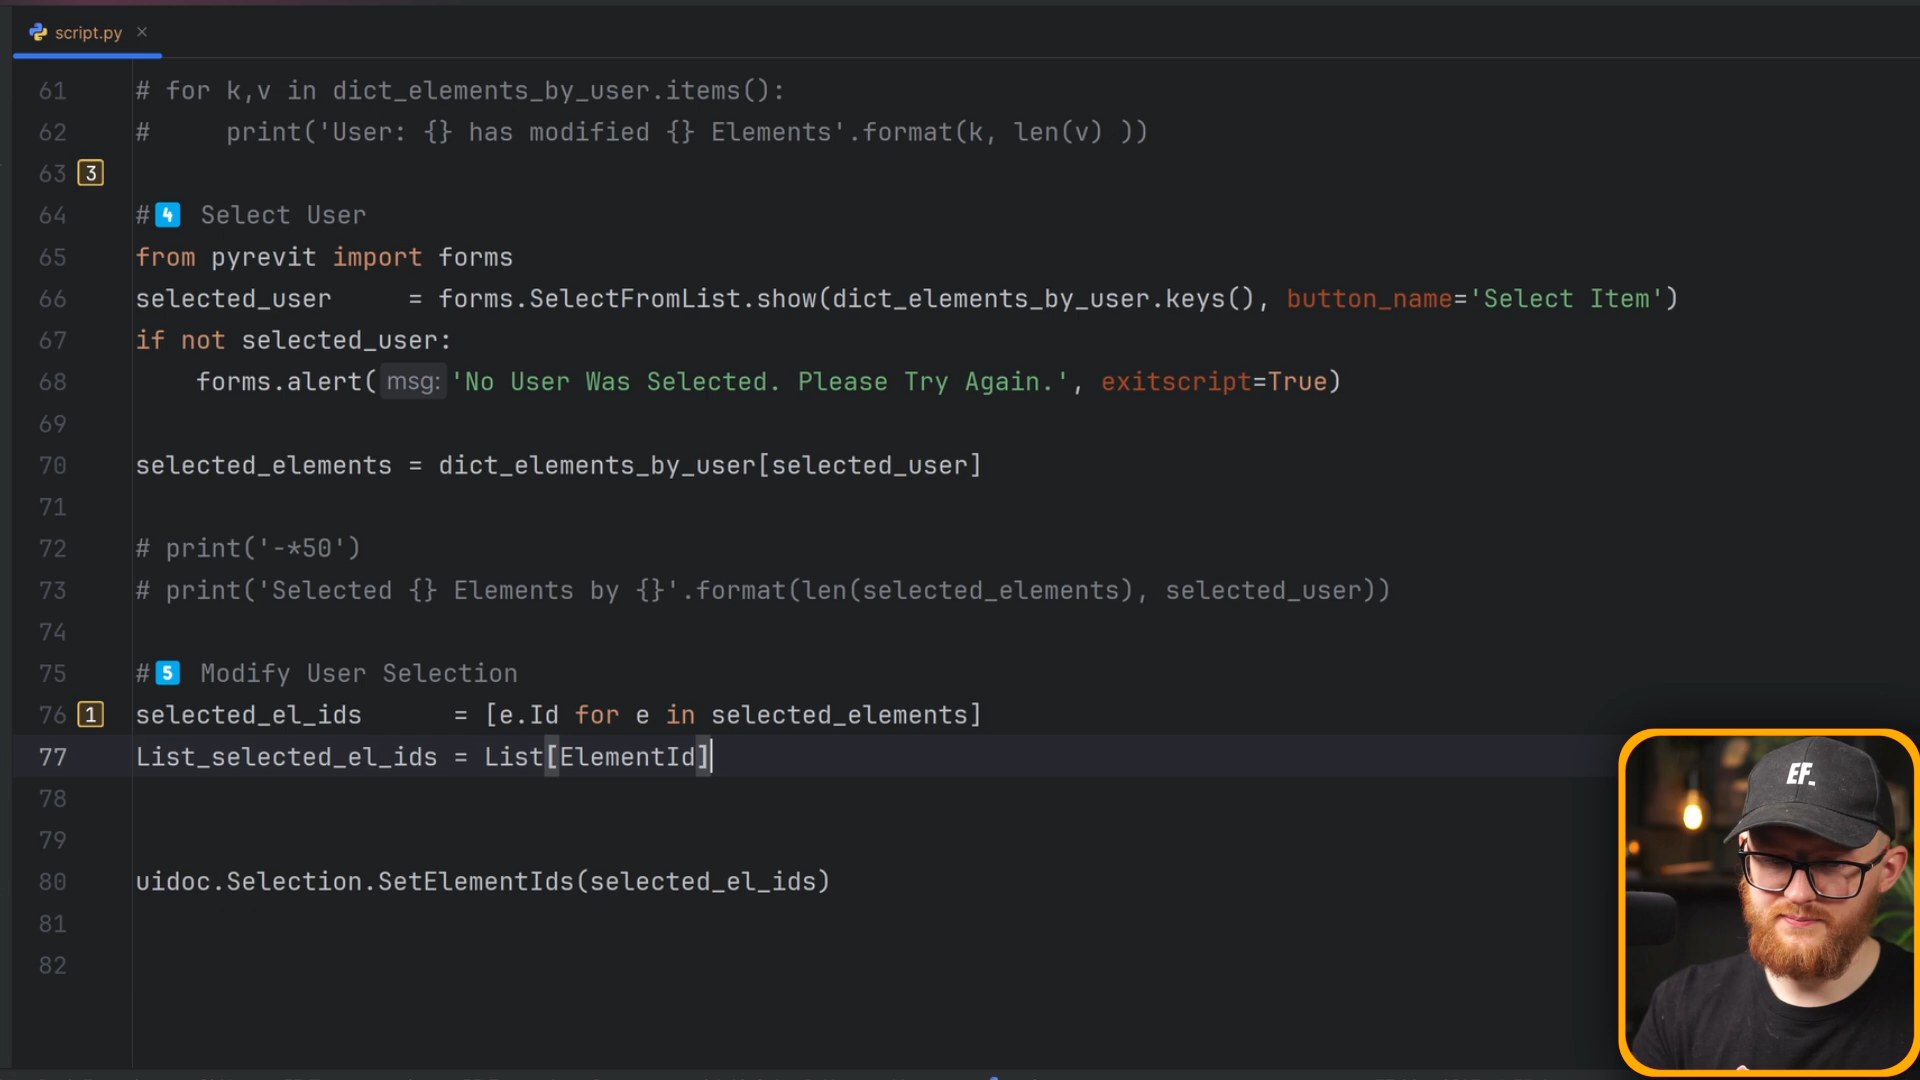 script.py ×
61 # for k,v in dict_elements_by_user.items():
62 #     print('User: {} has modified {} Elements'.format(k, len(v) ))
63 3
64 #4 Select User
65 from pyrevit import forms
66 selected_user     = forms.SelectFromList.show(dict_elements_by_user.keys(), button_name='Select Item')
67 if not selected_user:
68     forms.alert( msg: 'No User Was Selected. Please Try Again.', exitscript=True)
69
70 selected_elements = dict_elements_by_user[selected_user]
71
72 # print('-*50')
73 # print('Selected {} Elements by {}'.format(len(selected_elements), selected_user))
74
75 #5 Modify User Selection
76 1 selected_el_ids      = [e.Id for e in selected_elements]
77 List_selected_el_ids = List[ElementId]
78
79
80 uidoc.Selection.SetElementIds(selected_el_ids)
81
82
EF.